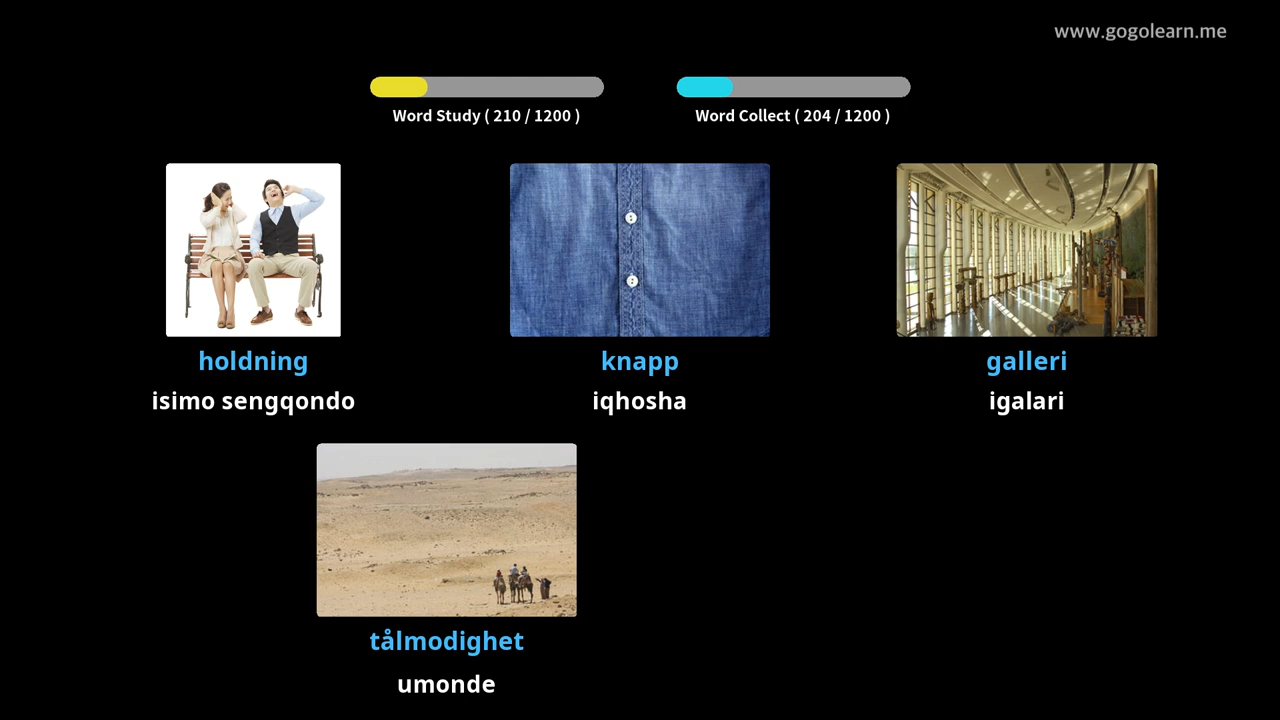 www.gogolearn.me
Word Study ( 210 / 1200 )
Word Collect ( 204 / 1200 )
holdning
knapp
galleri
isimo sengqondo
iqhosha
igalari
tålmodighet
umonde